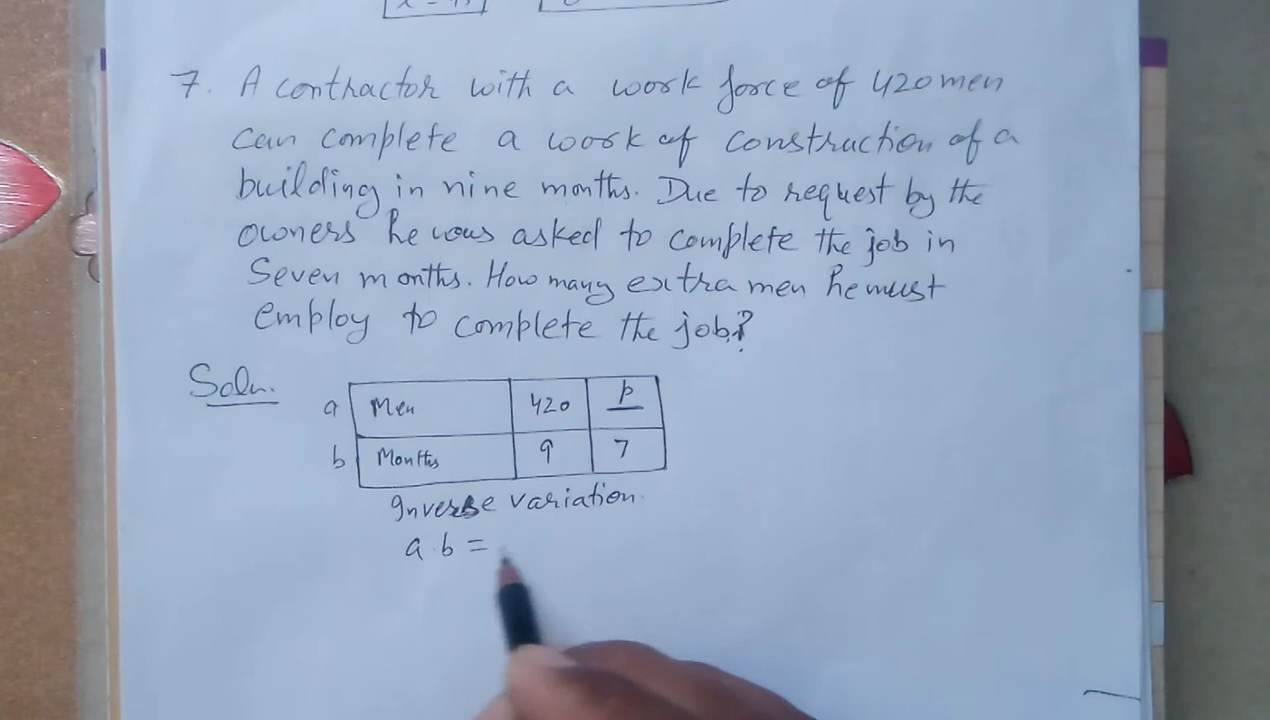 7. A contractor with a work force of 420 men
can complete a work of construction of a
building in nine months. Due to request by the
owners he was asked to complete the job in
Seven months. How many extra men he must
employ to complete the job?
Soln.
a Men 420 p
b Months 9 7
Inverse variation.
a.b =